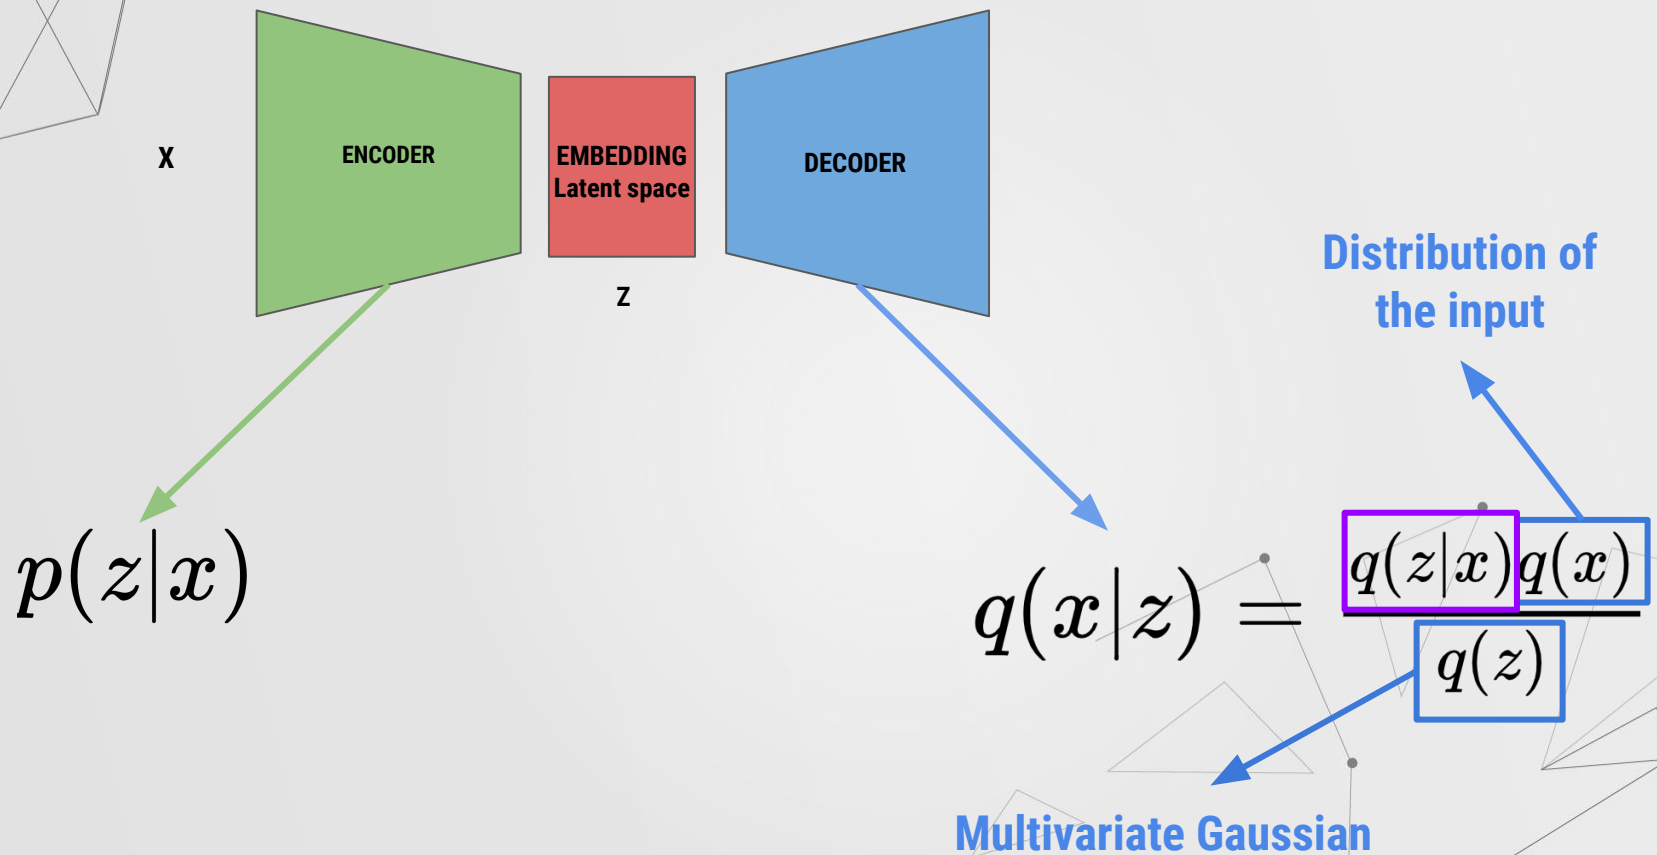 X
ENCODER
EMBEDDING
Latent space
DECODER
Z
Distribution of
the input
p(z|x)
q(x|z) = q(z|x)q(x)
q(z)
Multivariate Gaussian